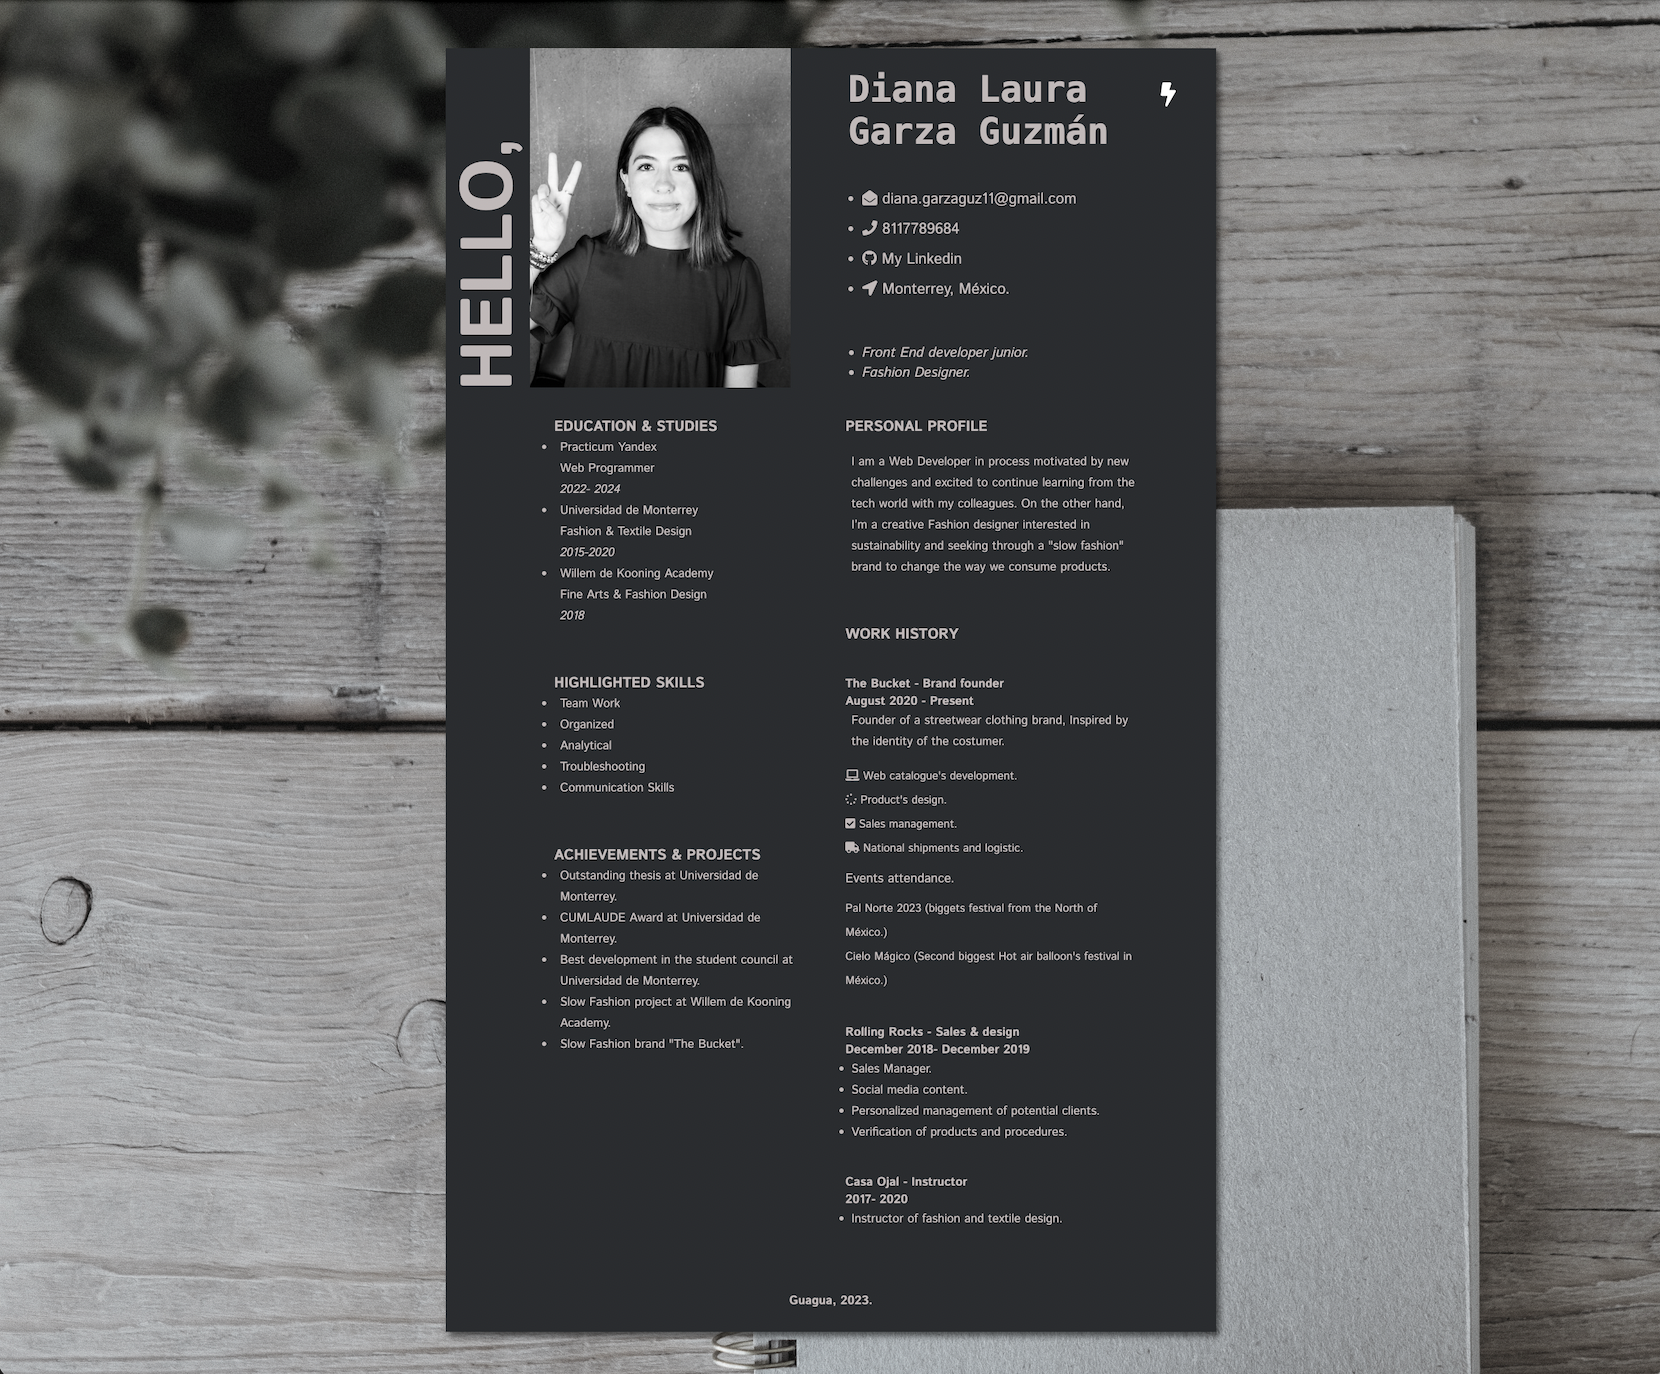 HELLO,
Diana Laura
Garza Guzmán
diana.garzaguz11@gmail.com
8117789684
My Linkedin
Monterrey, México.
Front End developer junior.
Fashion Designer.
EDUCATION & STUDIES
Practicum Yandex
Web Programmer
2022- 2024
Universidad de Monterrey
Fashion & Textile Design
2015-2020
Willem de Kooning Academy
Fine Arts & Fashion Design
2018
HIGHLIGHTED SKILLS
Team Work
Organized
Analytical
Troubleshooting
Communication Skills
ACHIEVEMENTS & PROJECTS
Outstanding thesis at Universidad de
Monterrey.
CUMLAUDE Award at Universidad de
Monterrey.
Best development in the student council at
Universidad de Monterrey.
Slow Fashion project at Willem de Kooning
Academy.
Slow Fashion brand "The Bucket".
PERSONAL PROFILE
I am a Web Developer in process motivated by new
challenges and excited to continue learning from the
tech world with my colleagues. On the other hand,
I'm a creative Fashion designer interested in
sustainability and seeking through a "slow fashion"
brand to change the way we consume products.
WORK HISTORY
The Bucket - Brand founder
August 2020 - Present
Founder of a streetwear clothing brand, Inspired by
the identity of the costumer.
Web catalogue's development.
Product's design.
Sales management.
National shipments and logistic.
Events attendance.
Pal Norte 2023 (biggets festival from the North of
México.)
Cielo Mágico (Second biggest Hot air balloon's festival in
México.)
Rolling Rocks - Sales & design
December 2018- December 2019
Sales Manager.
Social media content.
Personalized management of potential clients.
Verification of products and procedures.
Casa Ojal - Instructor
2017- 2020
Instructor of fashion and textile design.
Guagua, 2023.